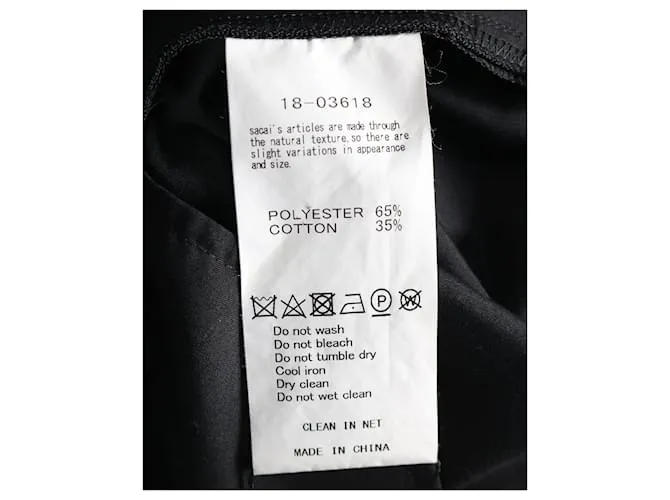 18-03618
sacai's articles are made through
the natural texture, so there are
slight variations in appearance
and size.
POLYESTER 65%
COTTON 35%
P W
Do not wash
Do not bleach
Do not tumble dry
Cool iron
Dry clean
Do not wet clean
CLEAN IN NET
MADE IN CHINA